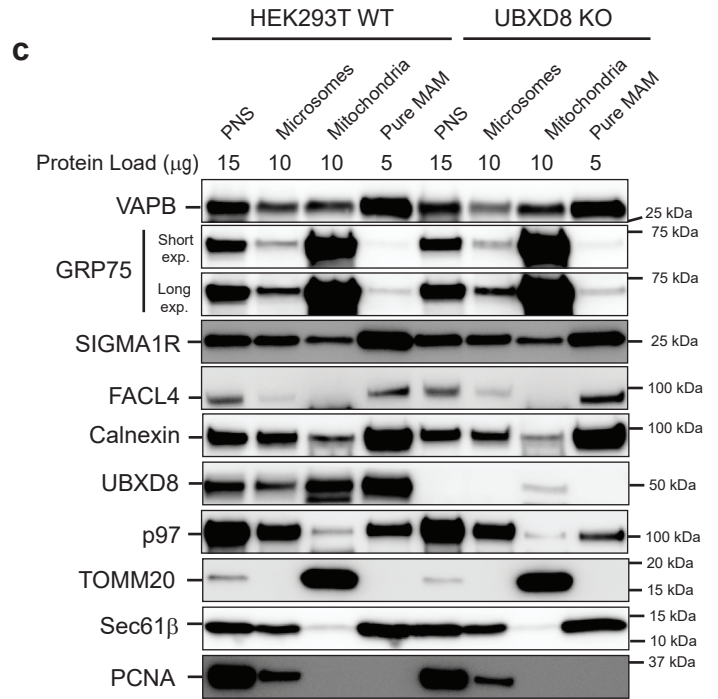 c
HEK293T WT UBXD8 KO
PNS Microsomes Mitochondria Pure MAM PNS Microsomes Mitochondria Pure MAM
Protein Load (μg) 15 10 10 5 15 10 10 5
VAPB 25 kDa
GRP75 Short exp. 75 kDa
Long exp. 75 kDa
SIGMA1R 25 kDa
FACL4 100 kDa
Calnexin 100 kDa
UBXD8 50 kDa
p97 100 kDa
TOMM20 20 kDa
15 kDa
Sec61β 15 kDa
10 kDa
PCNA 37 kDa